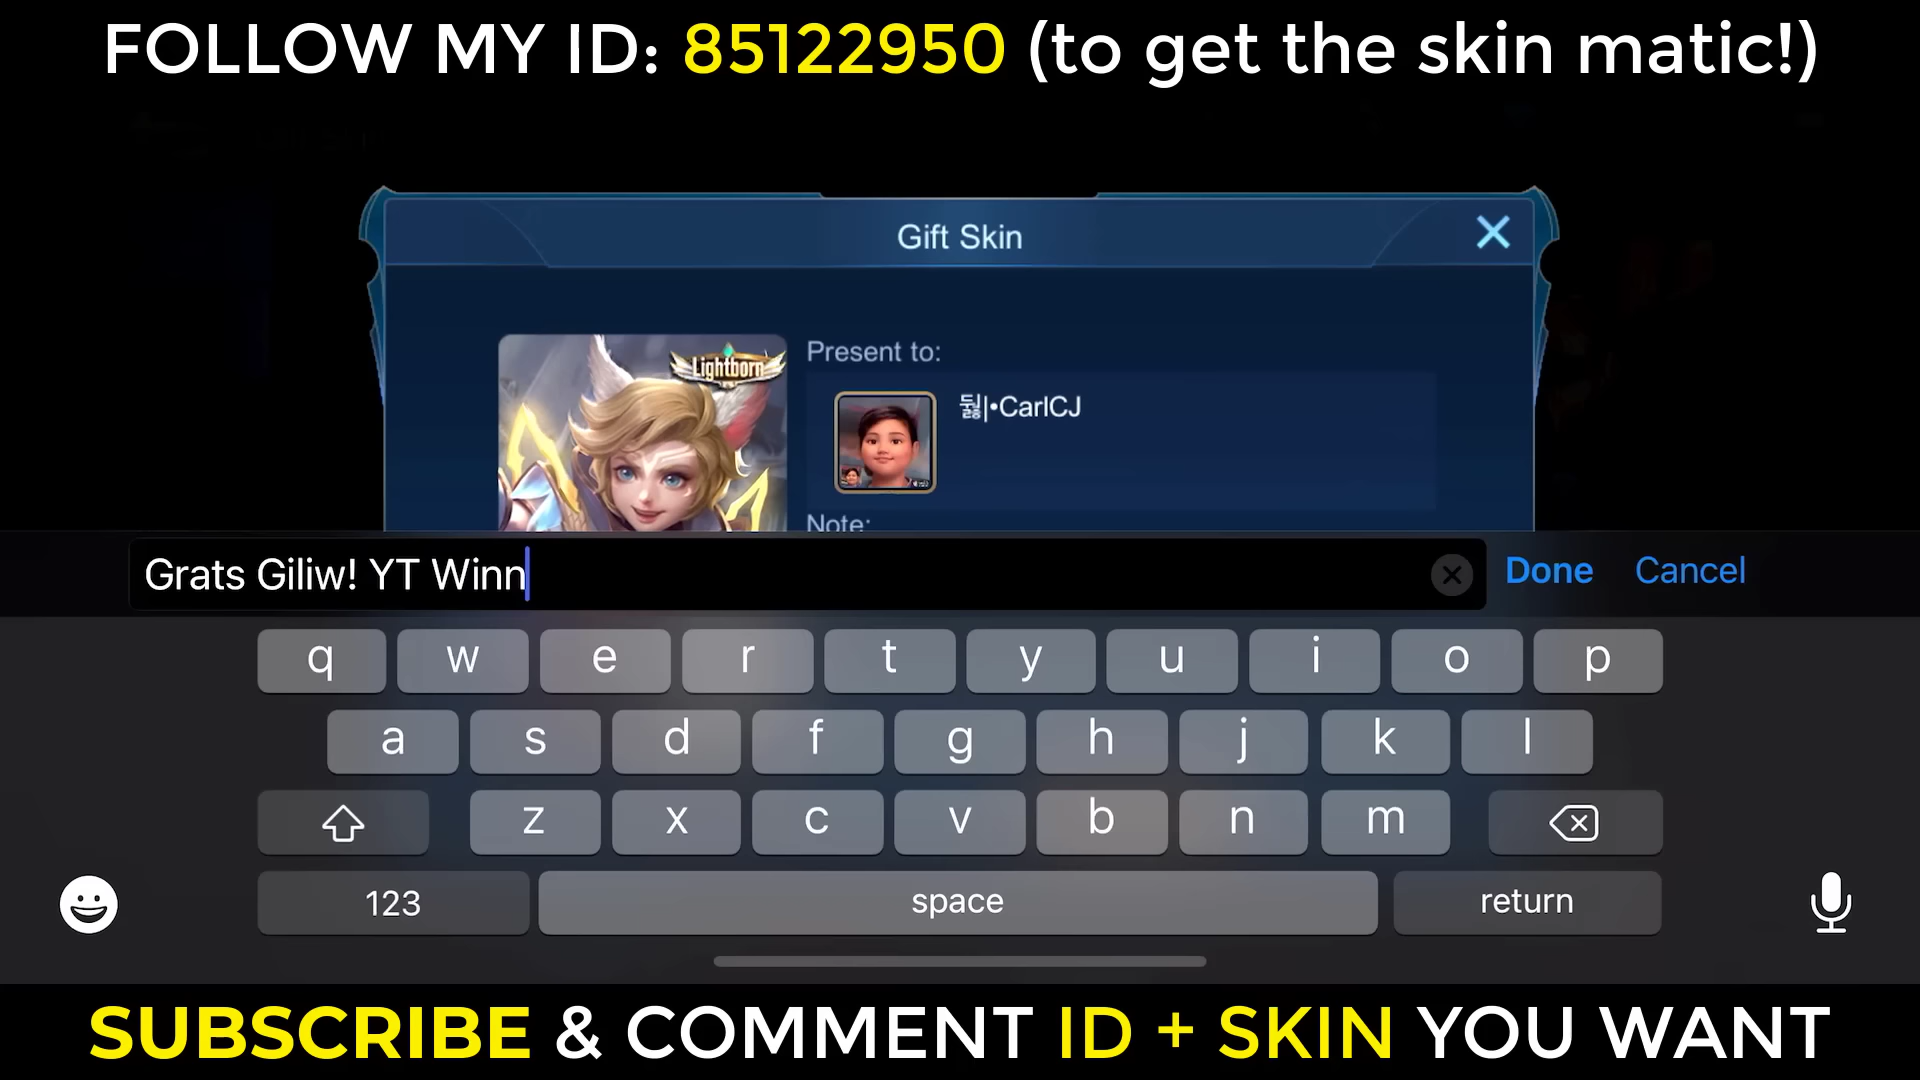 FOLLOW MY ID: 85122950 (to get the skin matic!)
Gift Skin
Lightborn
Present to:
뒗|•CarlCJ
Note:
Grats Giliw! YT Winn
Done
Cancel
q w e r t y u i o p
a s d f g h j k l
z x c v b n m
123
space
return
SUBSCRIBE & COMMENT ID + SKIN YOU WANT